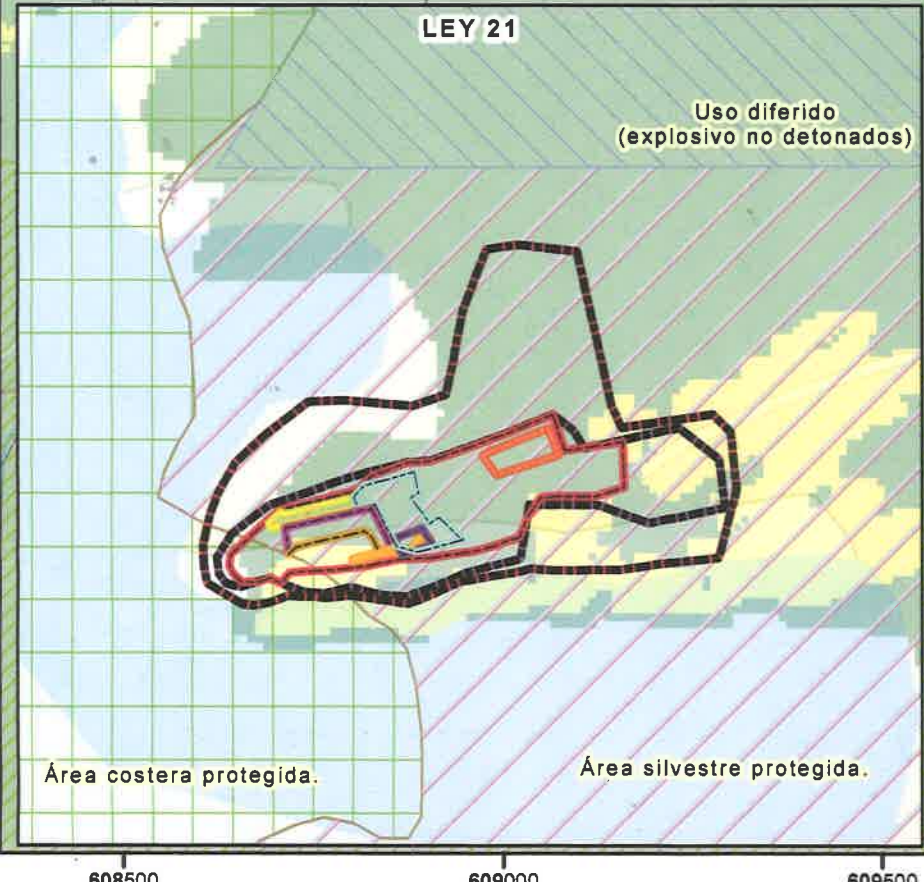 LEY 21
Uso diferido
(explosivo no detonados)
Área costera protegida.
Área silvestre protegida.
608500
609000
609500